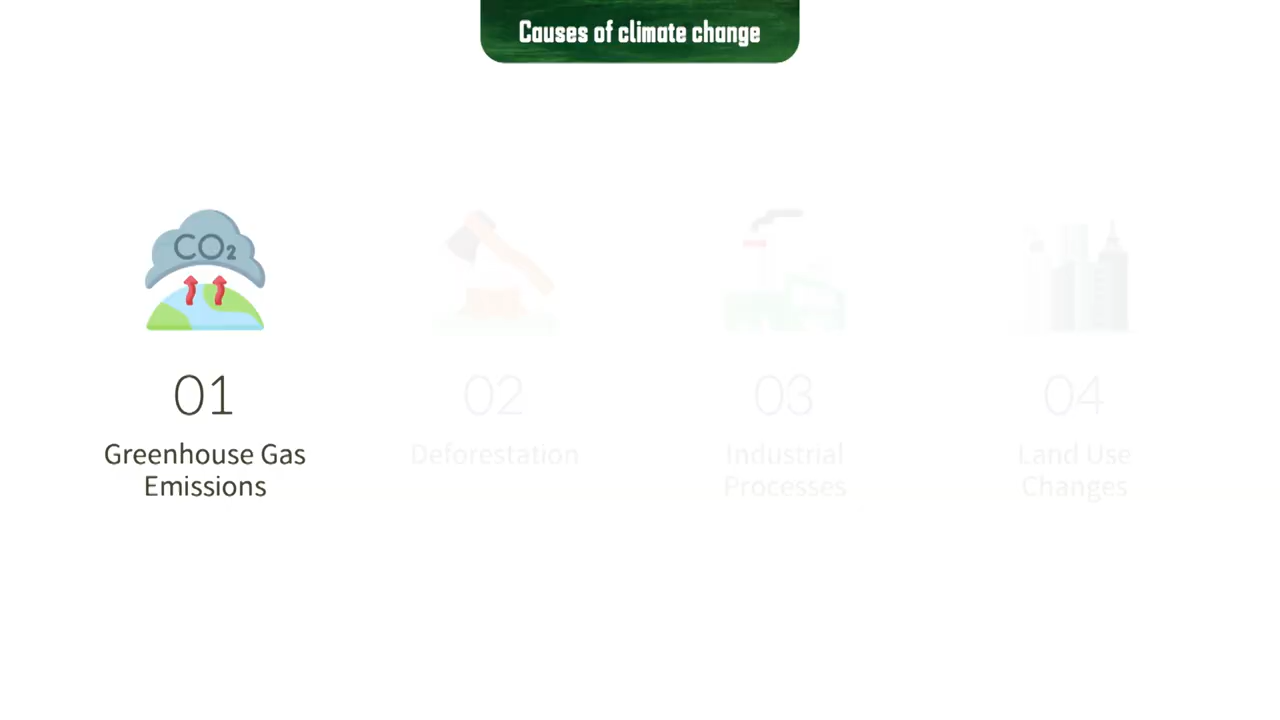 Causes of climate change
CO₂
01
Greenhouse Gas
Emissions
02
Deforestation
03
Industrial
Processes
04
Land Use
Changes